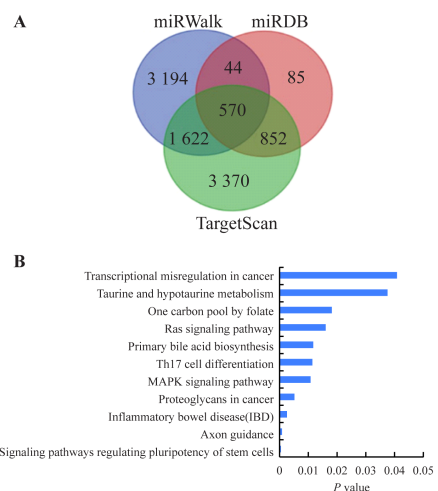 A
miRWalk miRDB
3 194
44
85
570
1 622
852
3 370
TargetScan
B
Transcriptional misregulation in cancer
Taurine and hypotaurine metabolism
One carbon pool by folate
Ras signaling pathway
Primary bile acid biosynthesis
Th17 cell differentiation
MAPK signaling pathway
Proteoglycans in cancer
Inflammatory bowel disease(IBD)
Axon guidance
Signaling pathways regulating pluripotency of stem cells
0 0.01 0.02 0.03 0.04 0.05
P value